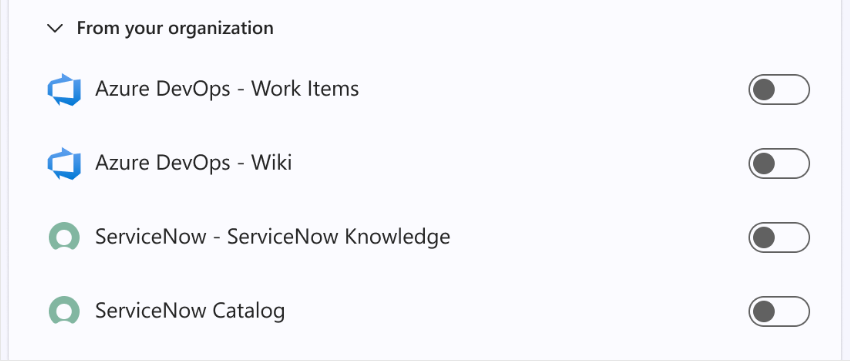 From your organization
Azure DevOps - Work Items
Azure DevOps - Wiki
ServiceNow - ServiceNow Knowledge
ServiceNow Catalog